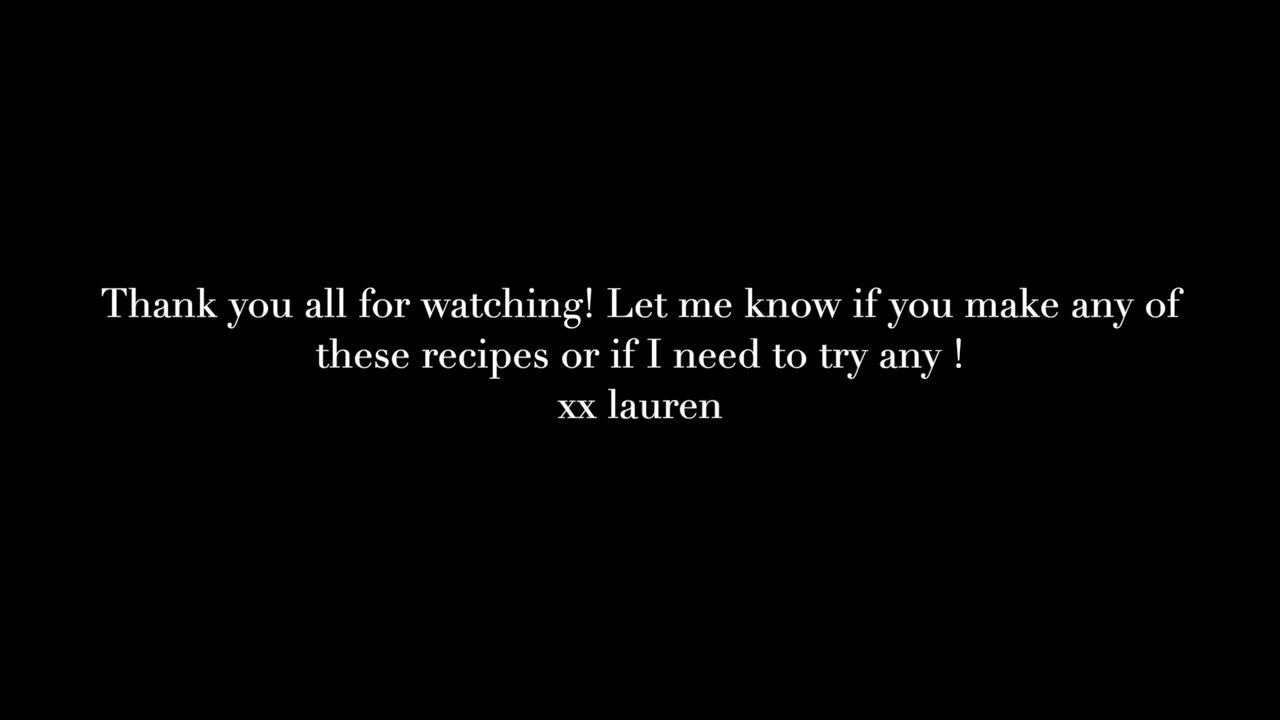 Thank you all for watching! Let me know if you make any of
these recipes or if I need to try any !
xx lauren